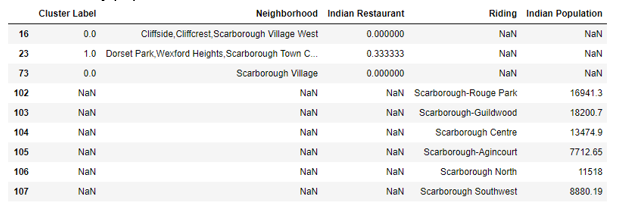 Cluster Label Neighborhood Indian Restaurant Riding Indian Population
16 0.0 Cliffside,Cliffcrest,Scarborough Village West 0.000000 NaN NaN
23 1.0 Dorset Park,Wexford Heights,Scarborough Town C... 0.333333 NaN NaN
73 0.0 Scarborough Village 0.000000 NaN NaN
102 NaN NaN NaN Scarborough-Rouge Park 16941.3
103 NaN NaN NaN Scarborough-Guildwood 18200.7
104 NaN NaN NaN Scarborough Centre 13474.9
105 NaN NaN NaN Scarborough-Agincourt 7712.65
106 NaN NaN NaN Scarborough North 11518
107 NaN NaN NaN Scarborough Southwest 8880.19